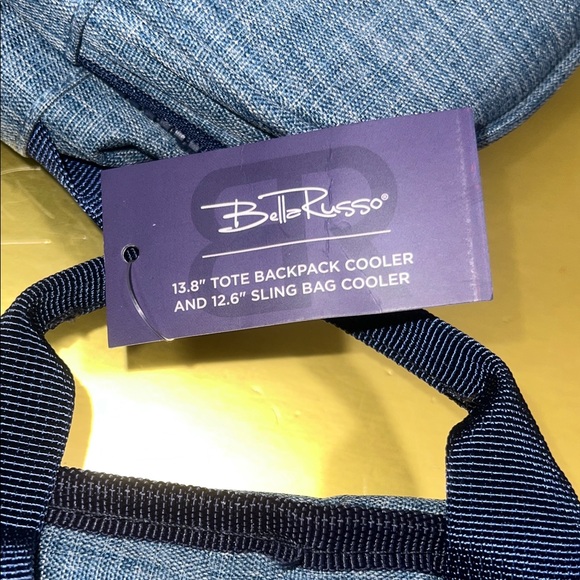 BellaRusso®
13.8" TOTE BACKPACK COOLER
AND 12.6" SLING BAG COOLER